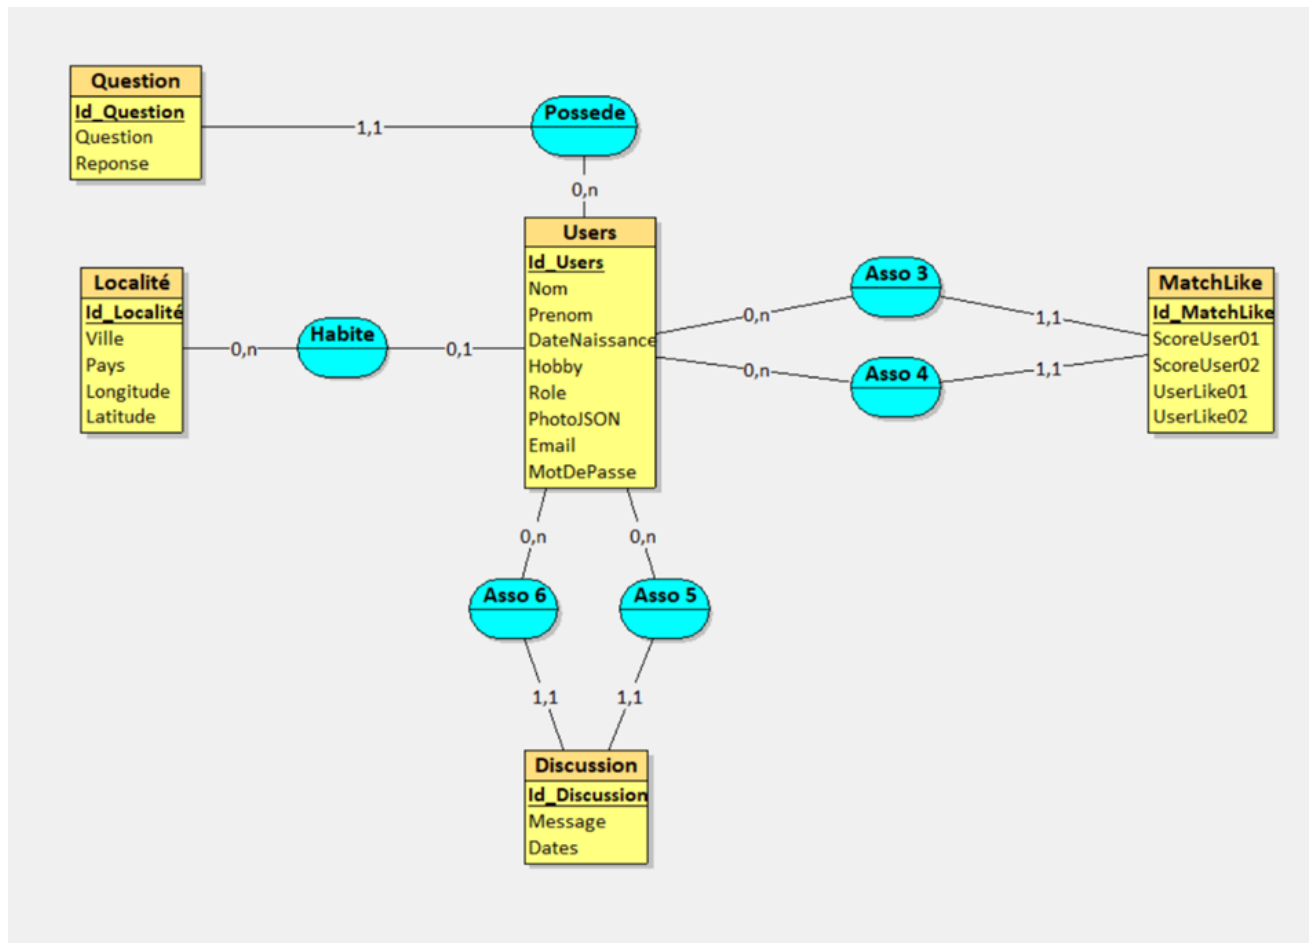 Question
Id_Question
Question
Reponse
1,1
Possede
0,n
Localité
Id_Localité
Ville
Pays
Longitude
Latitude
0,n
Habite
0,1
Users
Id_Users
Nom
Prenom
DateNaissance
Hobby
Role
PhotoJSON
Email
MotDePasse
0,n
Asso 3
1,1
0,n
Asso 4
1,1
MatchLike
Id_MatchLike
ScoreUser01
ScoreUser02
UserLike01
UserLike02
0,n
0,n
Asso 6
Asso 5
1,1
1,1
Discussion
Id_Discussion
Message
Dates